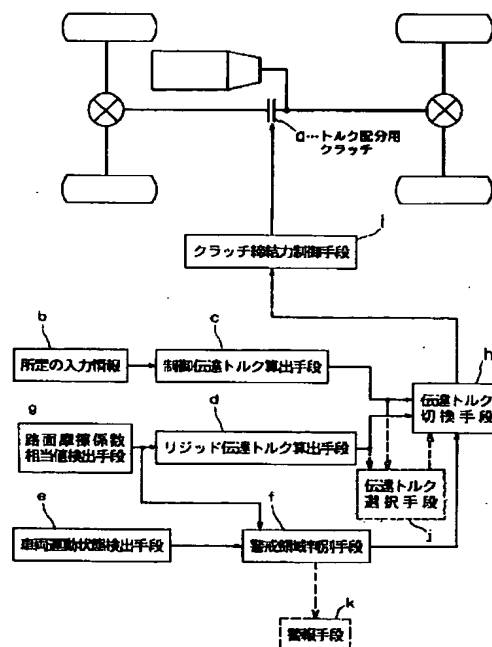 a…トルク配分用
クラッチ
i
クラッチ締結力制御手段
b
所定の入力情報
c
制御伝達トルク算出手段
h
伝達トルク
切換手段
g
路面摩擦係数
相当値検出手段
d
リジッド伝達トルク算出手段
伝達トルク
選択手段
j
e
車両運動状態検出手段
f
警戒領域判別手段
k
警報手段